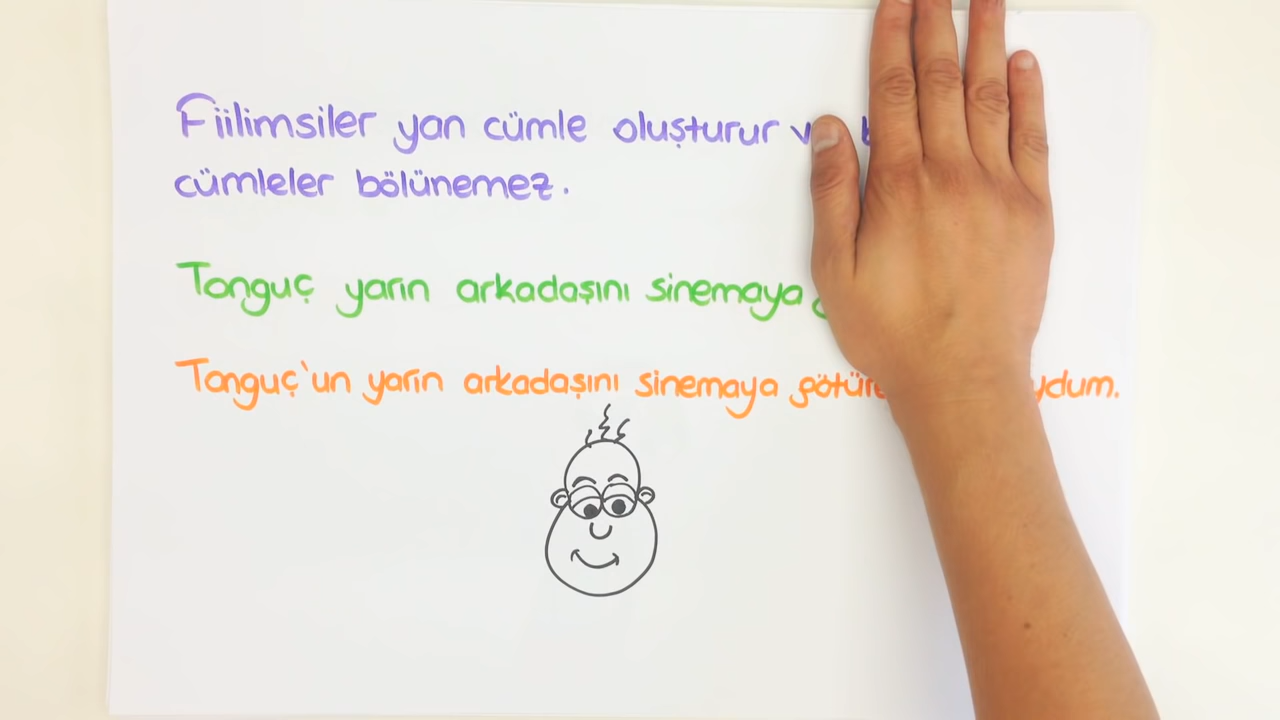 Fiilimsiler yan cümle oluşturur
cümleler bölünemez.
Tonguç yarın arkadaşını sinemaya
Tonguç'un yarın arkadaşını sinemaya